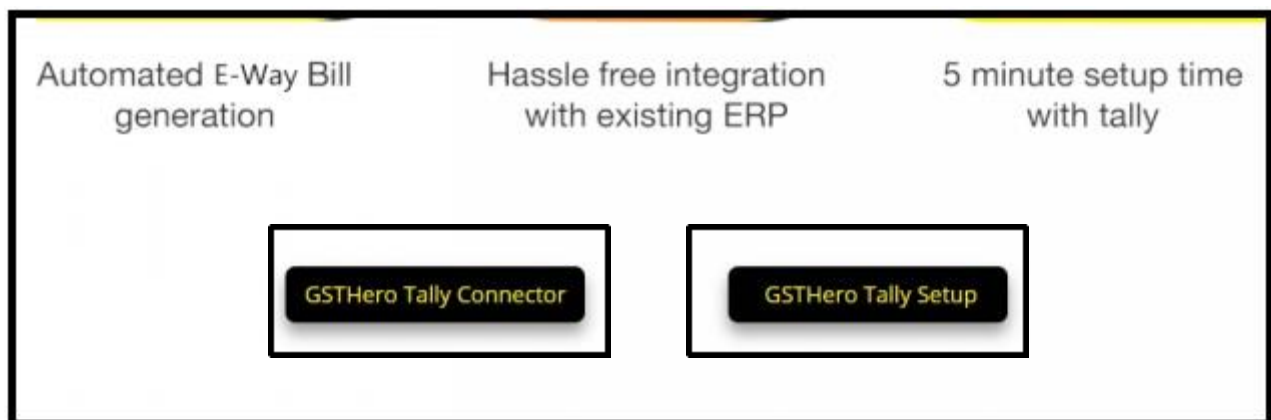 Automated E-Way Bill
generation
Hassle free integration
with existing ERP
5 minute setup time
with tally
GSTHero Tally Connector
GSTHero Tally Setup